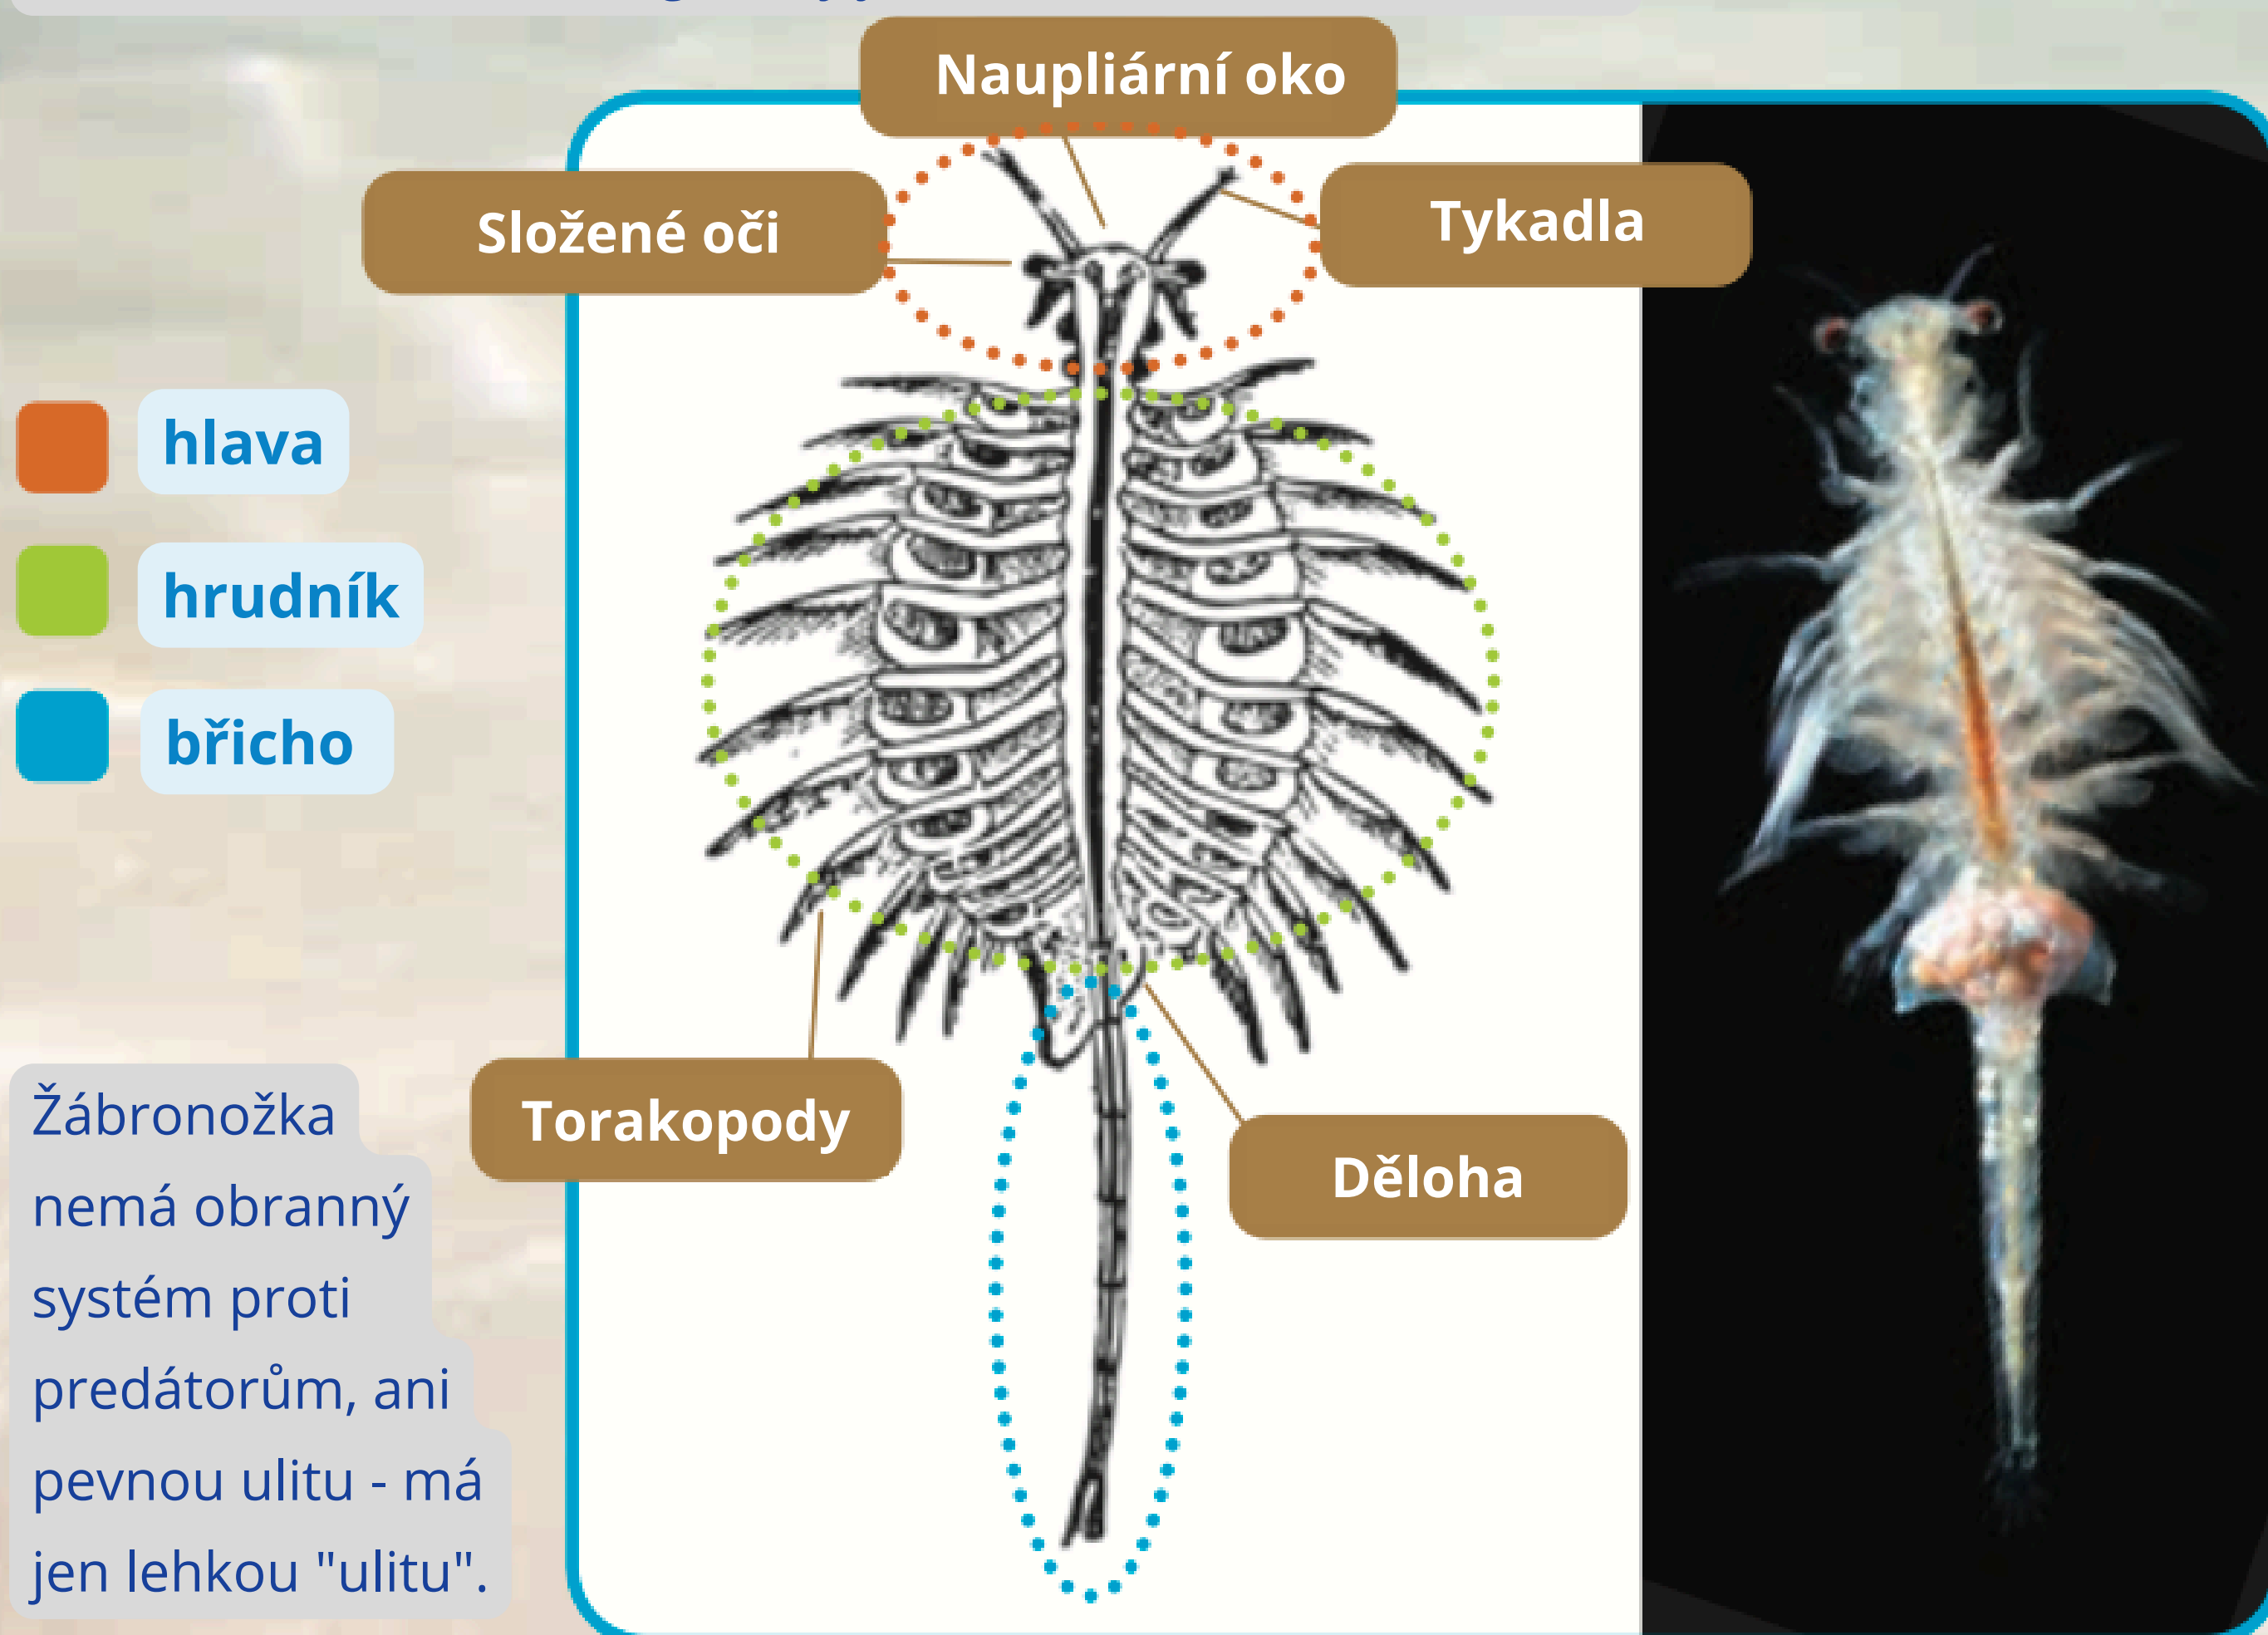 Naupliární oko
Složené oči
Tykadla
hlava
hrudník
břicho
Torakopody
Děloha
Žábronožka
nemá obranný
systém proti
predátorům, ani
pevnou ulitu - má
jen lehkou "ulitu".